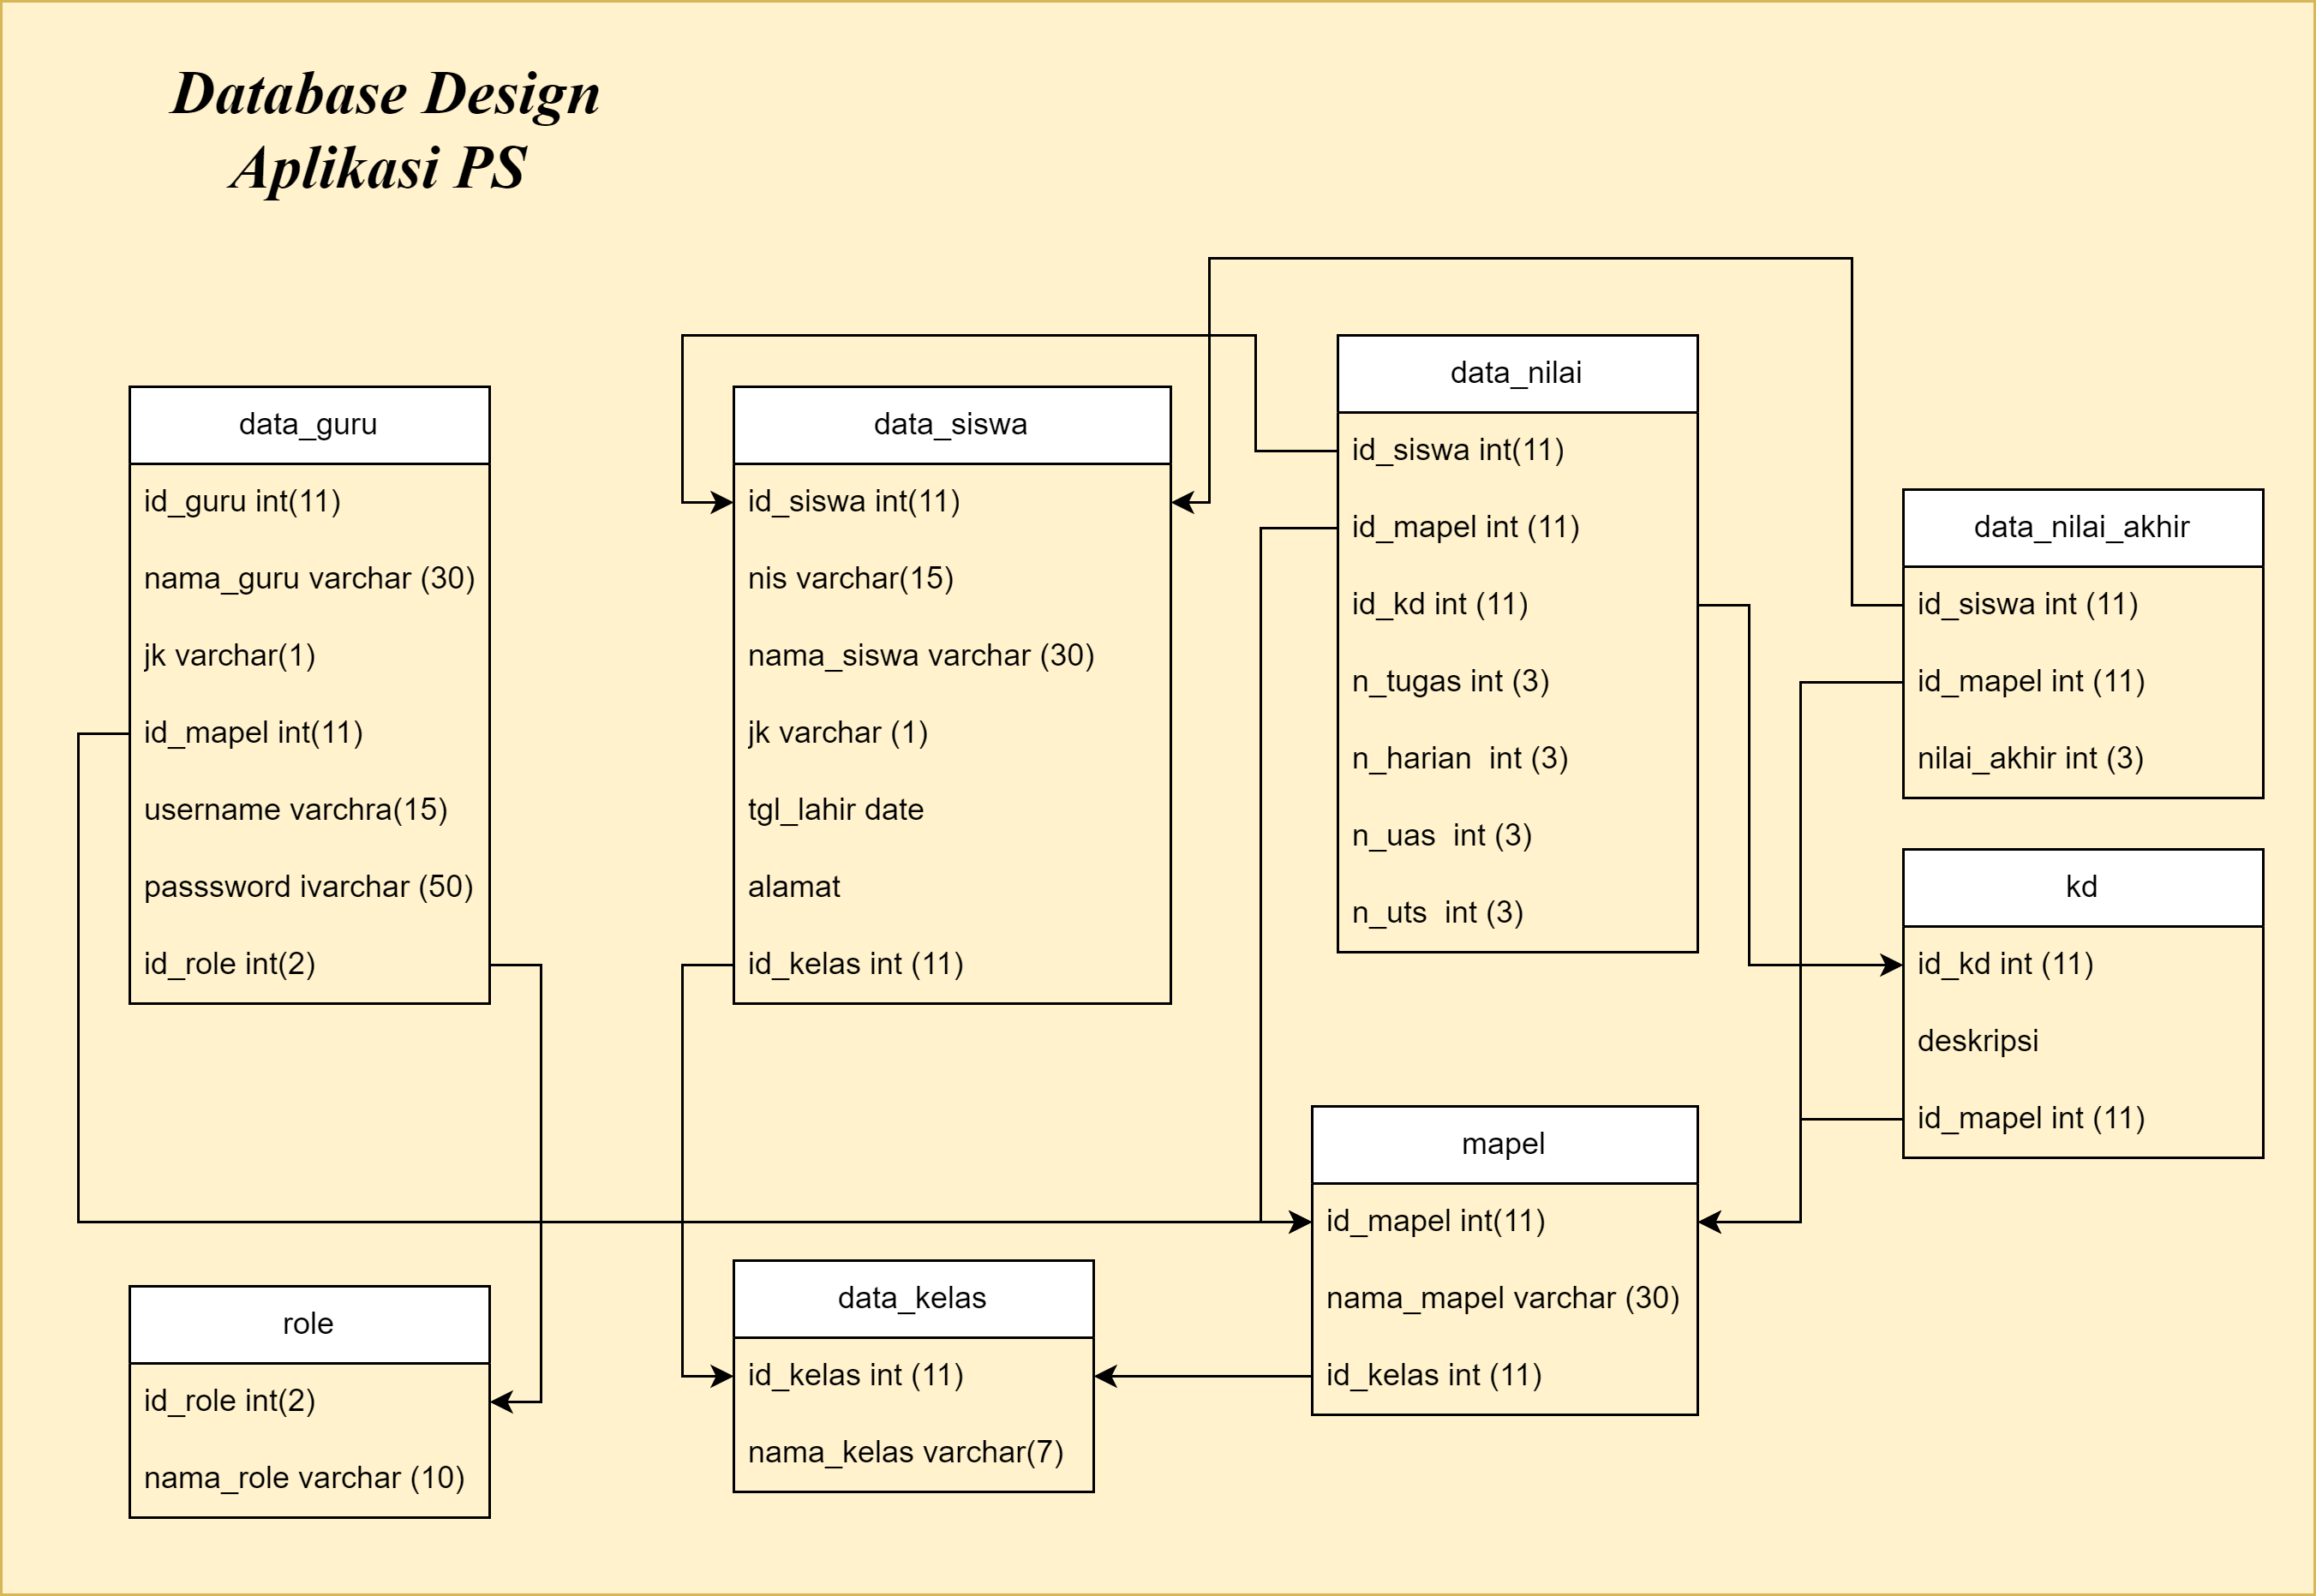 Database Design
Aplikasi PS
data_guru
id_guru int(11)
nama_guru varchar (30)
jk varchar(1)
id_mapel int(11)
username varchra(15)
passsword ivarchar (50)
id_role int(2)
data_siswa
id_siswa int(11)
nis varchar(15)
nama_siswa varchar (30)
jk varchar (1)
tgl_lahir date
alamat
id_kelas int (11)
data_nilai
id_siswa int(11)
id_mapel int (11)
id_kd int (11)
n_tugas int (3)
n_harian  int (3)
n_uas  int (3)
n_uts  int (3)
data_nilai_akhir
id_siswa int (11)
id_mapel int (11)
nilai_akhir int (3)
kd
id_kd int (11)
deskripsi
id_mapel int (11)
mapel
id_mapel int(11)
nama_mapel varchar (30)
id_kelas int (11)
data_kelas
id_kelas int (11)
nama_kelas varchar(7)
role
id_role int(2)
nama_role varchar (10)